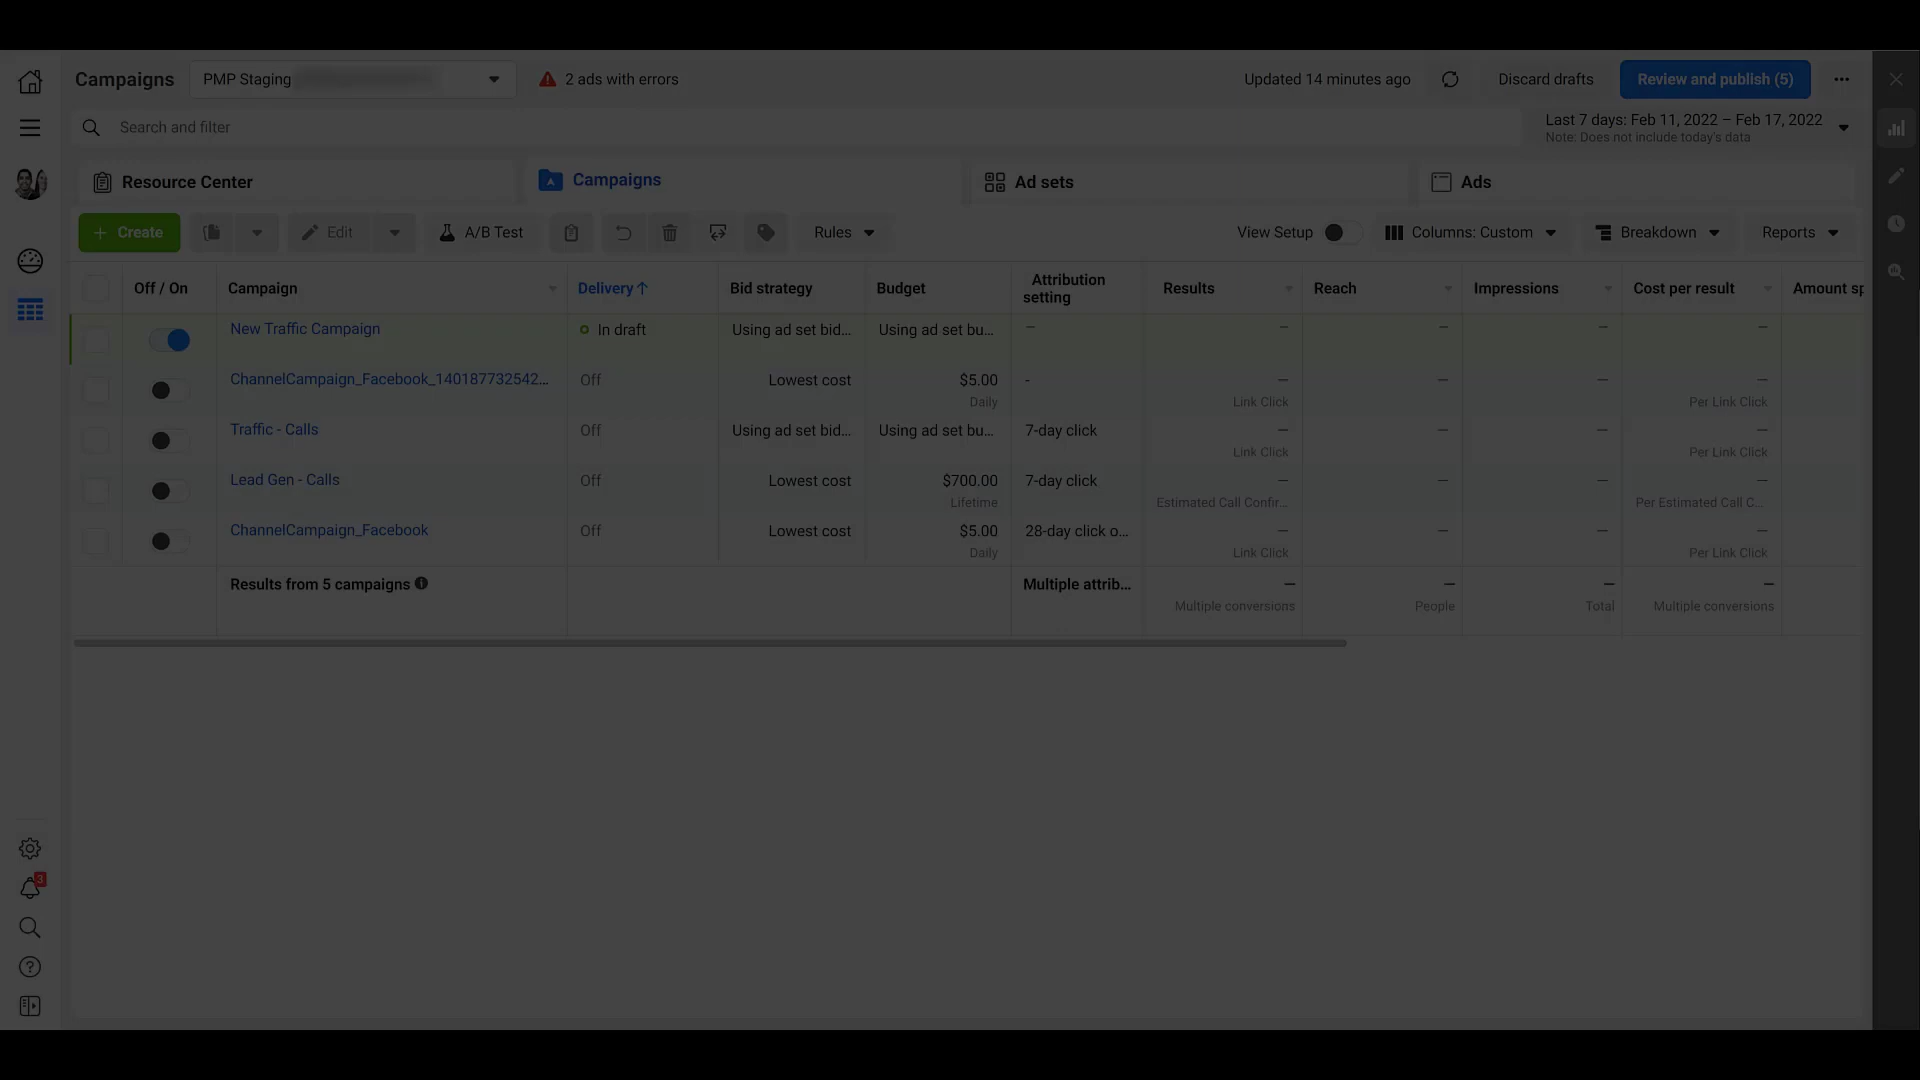 Campaigns
PMP Staging
2 ads with errors
Updated 14 minutes ago
Discard drafts
Review and publish (5)
Search and filter
Last 7 days: Feb 11, 2022 – Feb 17, 2022
Note: Does not include today's data
Resource Center
Campaigns
Ad sets
Ads
+ Create
Edit
A/B Test
Rules
View Setup
Columns: Custom
Breakdown
Reports
Off / On
Campaign
Delivery ↑
Bid strategy
Budget
Attribution
setting
Results
Reach
Impressions
Cost per result
Amount sp
New Traffic Campaign
In draft
Using ad set bid...
Using ad set bu...
—
—
—
—
—
ChannelCampaign_Facebook_140187732542...
Off
Lowest cost
$5.00
Daily
-
—
Link Click
—
—
—
Per Link Click
Traffic - Calls
Off
Using ad set bid...
Using ad set bu...
7-day click
—
Link Click
—
—
—
Per Link Click
Lead Gen - Calls
Off
Lowest cost
$700.00
Lifetime
7-day click
—
Estimated Call Confir...
—
—
—
Per Estimated Call C...
ChannelCampaign_Facebook
Off
Lowest cost
$5.00
Daily
28-day click o...
—
Link Click
—
—
—
Per Link Click
Results from 5 campaigns
Multiple attrib...
—
Multiple conversions
—
People
—
Total
—
Multiple conversions
3